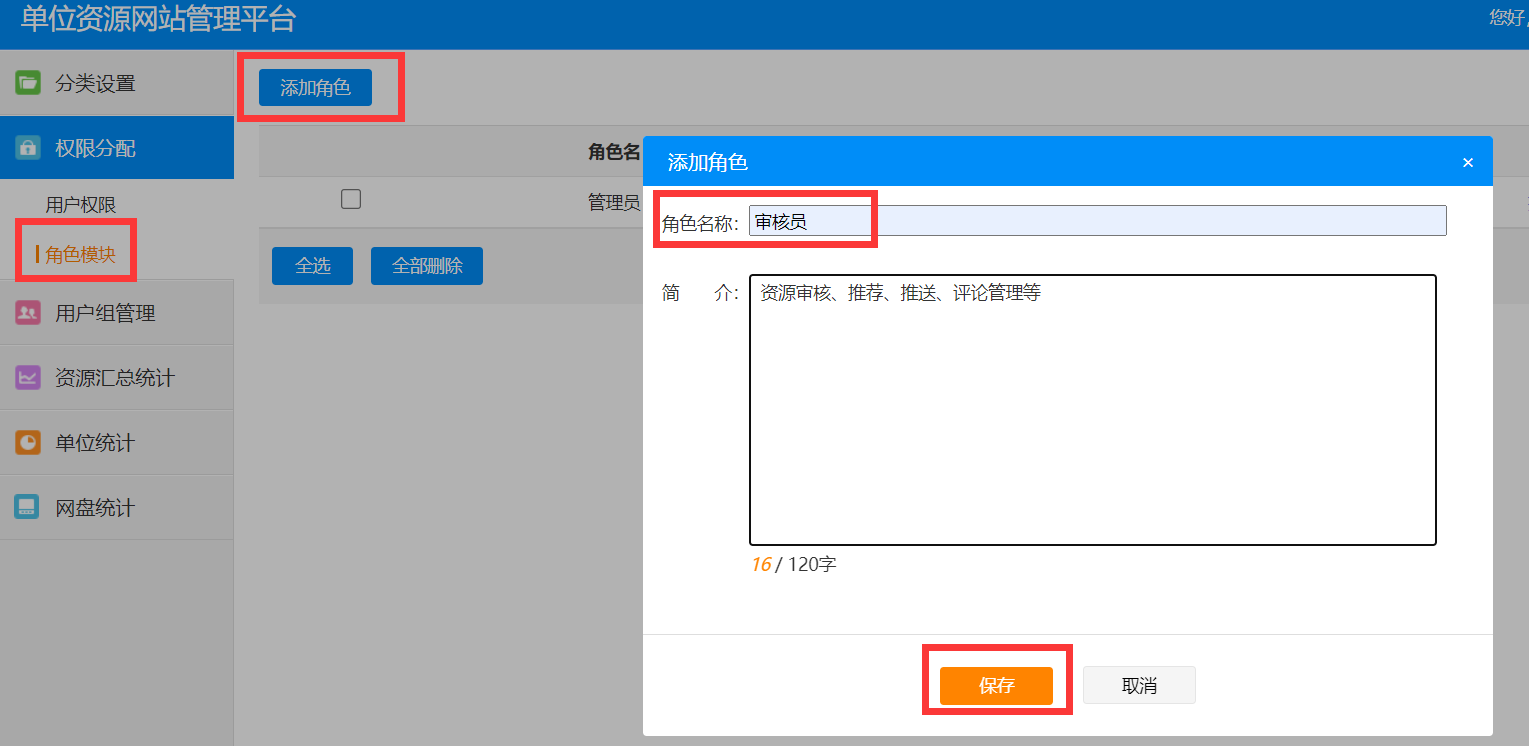 单位资源网站管理平台
您好,
分类设置
权限分配
用户权限
角色模块
用户组管理
资源汇总统计
单位统计
网盘统计
添加角色
角色名
管理员
全选
全部删除
添加角色
×
角色名称：
审核员
简 介：
资源审核、推荐、推送、评论管理等
16 / 120字
保存
取消